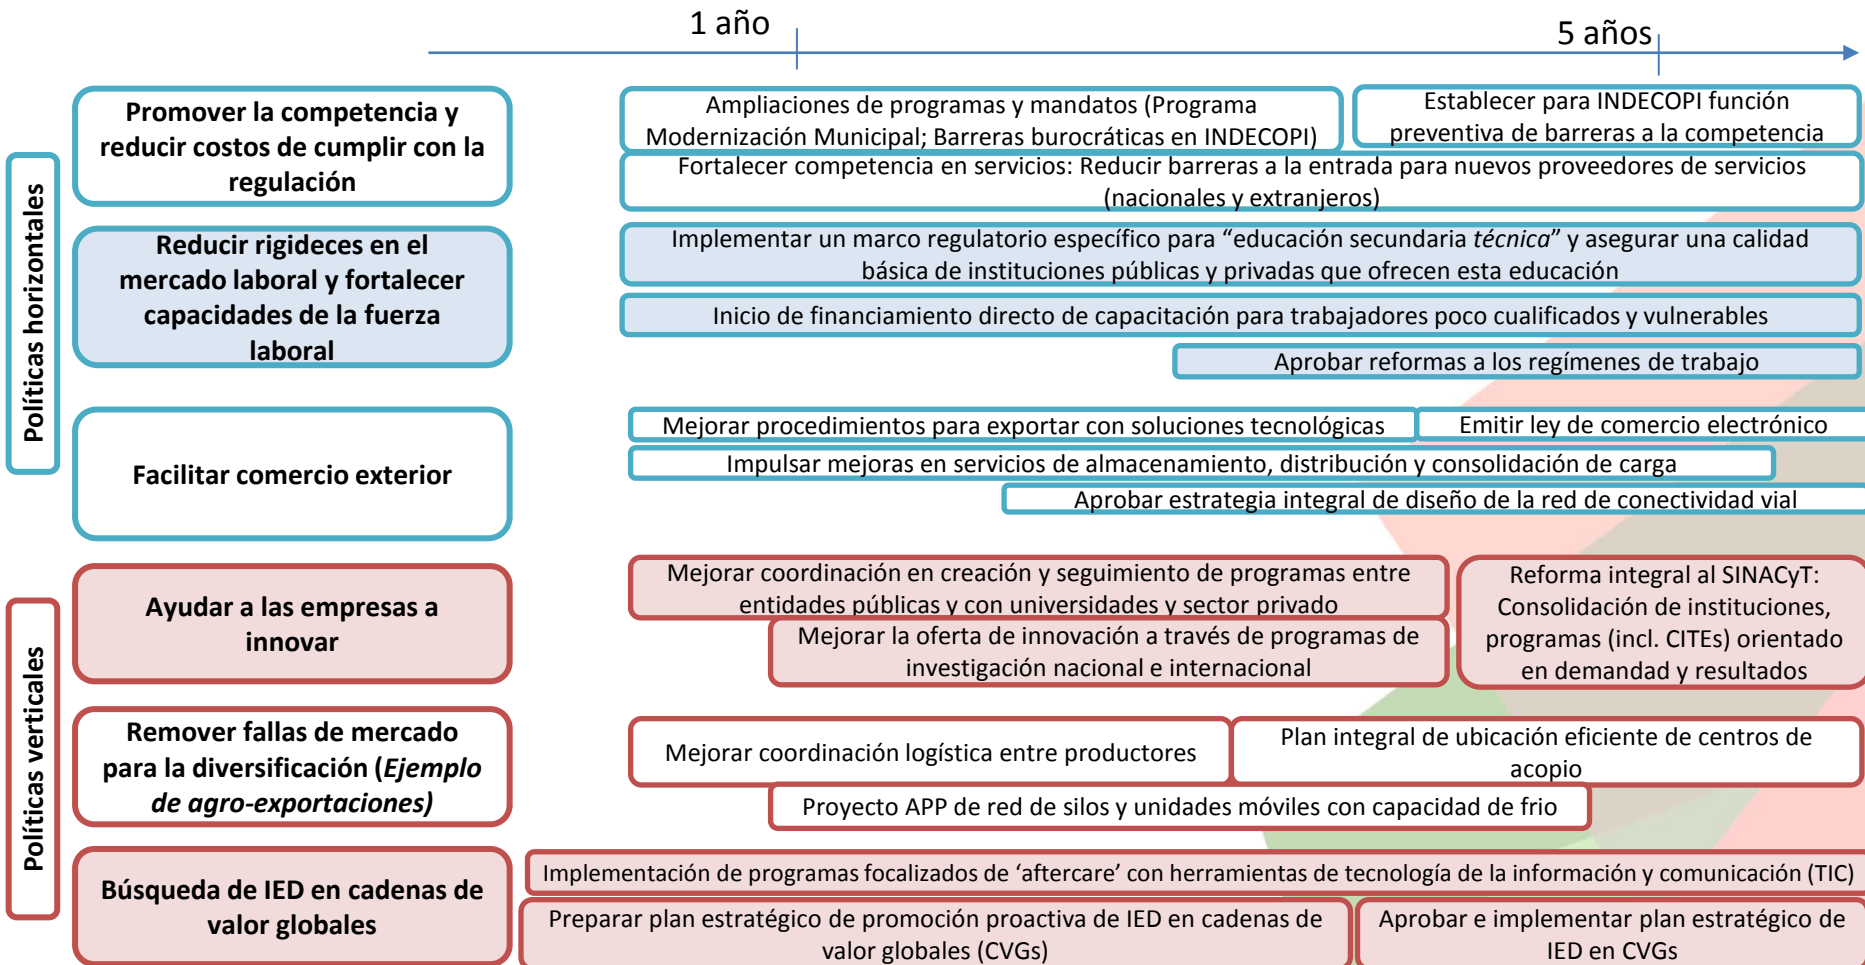 1 año
5 años
Políticas horizontales
Promover la competencia y
reducir costos de cumplir con la
regulación
Ampliaciones de programas y mandatos (Programa
Modernización Municipal; Barreras burocráticas en INDECOPI)
Establecer para INDECOPI función
preventiva de barreras a la competencia
Fortalecer competencia en servicios: Reducir barreras a la entrada para nuevos proveedores de servicios
(nacionales y extranjeros)
Reducir rigideces en el
mercado laboral y fortalecer
capacidades de la fuerza
laboral
Implementar un marco regulatorio específico para “educación secundaria técnica” y asegurar una calidad
básica de instituciones públicas y privadas que ofrecen esta educación
Inicio de financiamiento directo de capacitación para trabajadores poco cualificados y vulnerables
Aprobar reformas a los regímenes de trabajo
Facilitar comercio exterior
Mejorar procedimientos para exportar con soluciones tecnológicas
Emitir ley de comercio electrónico
Impulsar mejoras en servicios de almacenamiento, distribución y consolidación de carga
Aprobar estrategia integral de diseño de la red de conectividad vial
Políticas verticales
Ayudar a las empresas a
innovar
Mejorar coordinación en creación y seguimiento de programas entre
entidades públicas y con universidades y sector privado
Mejorar la oferta de innovación a través de programas de
investigación nacional e internacional
Reforma integral al SINACyT:
Consolidación de instituciones,
programas (incl. CITEs) orientado
en demandad y resultados
Remover fallas de mercado
para la diversificación (Ejemplo
de agro-exportaciones)
Mejorar coordinación logística entre productores
Plan integral de ubicación eficiente de centros de
acopio
Proyecto APP de red de silos y unidades móviles con capacidad de frio
Búsqueda de IED en cadenas de
valor globales
Implementación de programas focalizados de ‘aftercare’ con herramientas de tecnología de la información y comunicación (TIC)
Preparar plan estratégico de promoción proactiva de IED en cadenas de
valor globales (CVGs)
Aprobar e implementar plan estratégico de
IED en CVGs